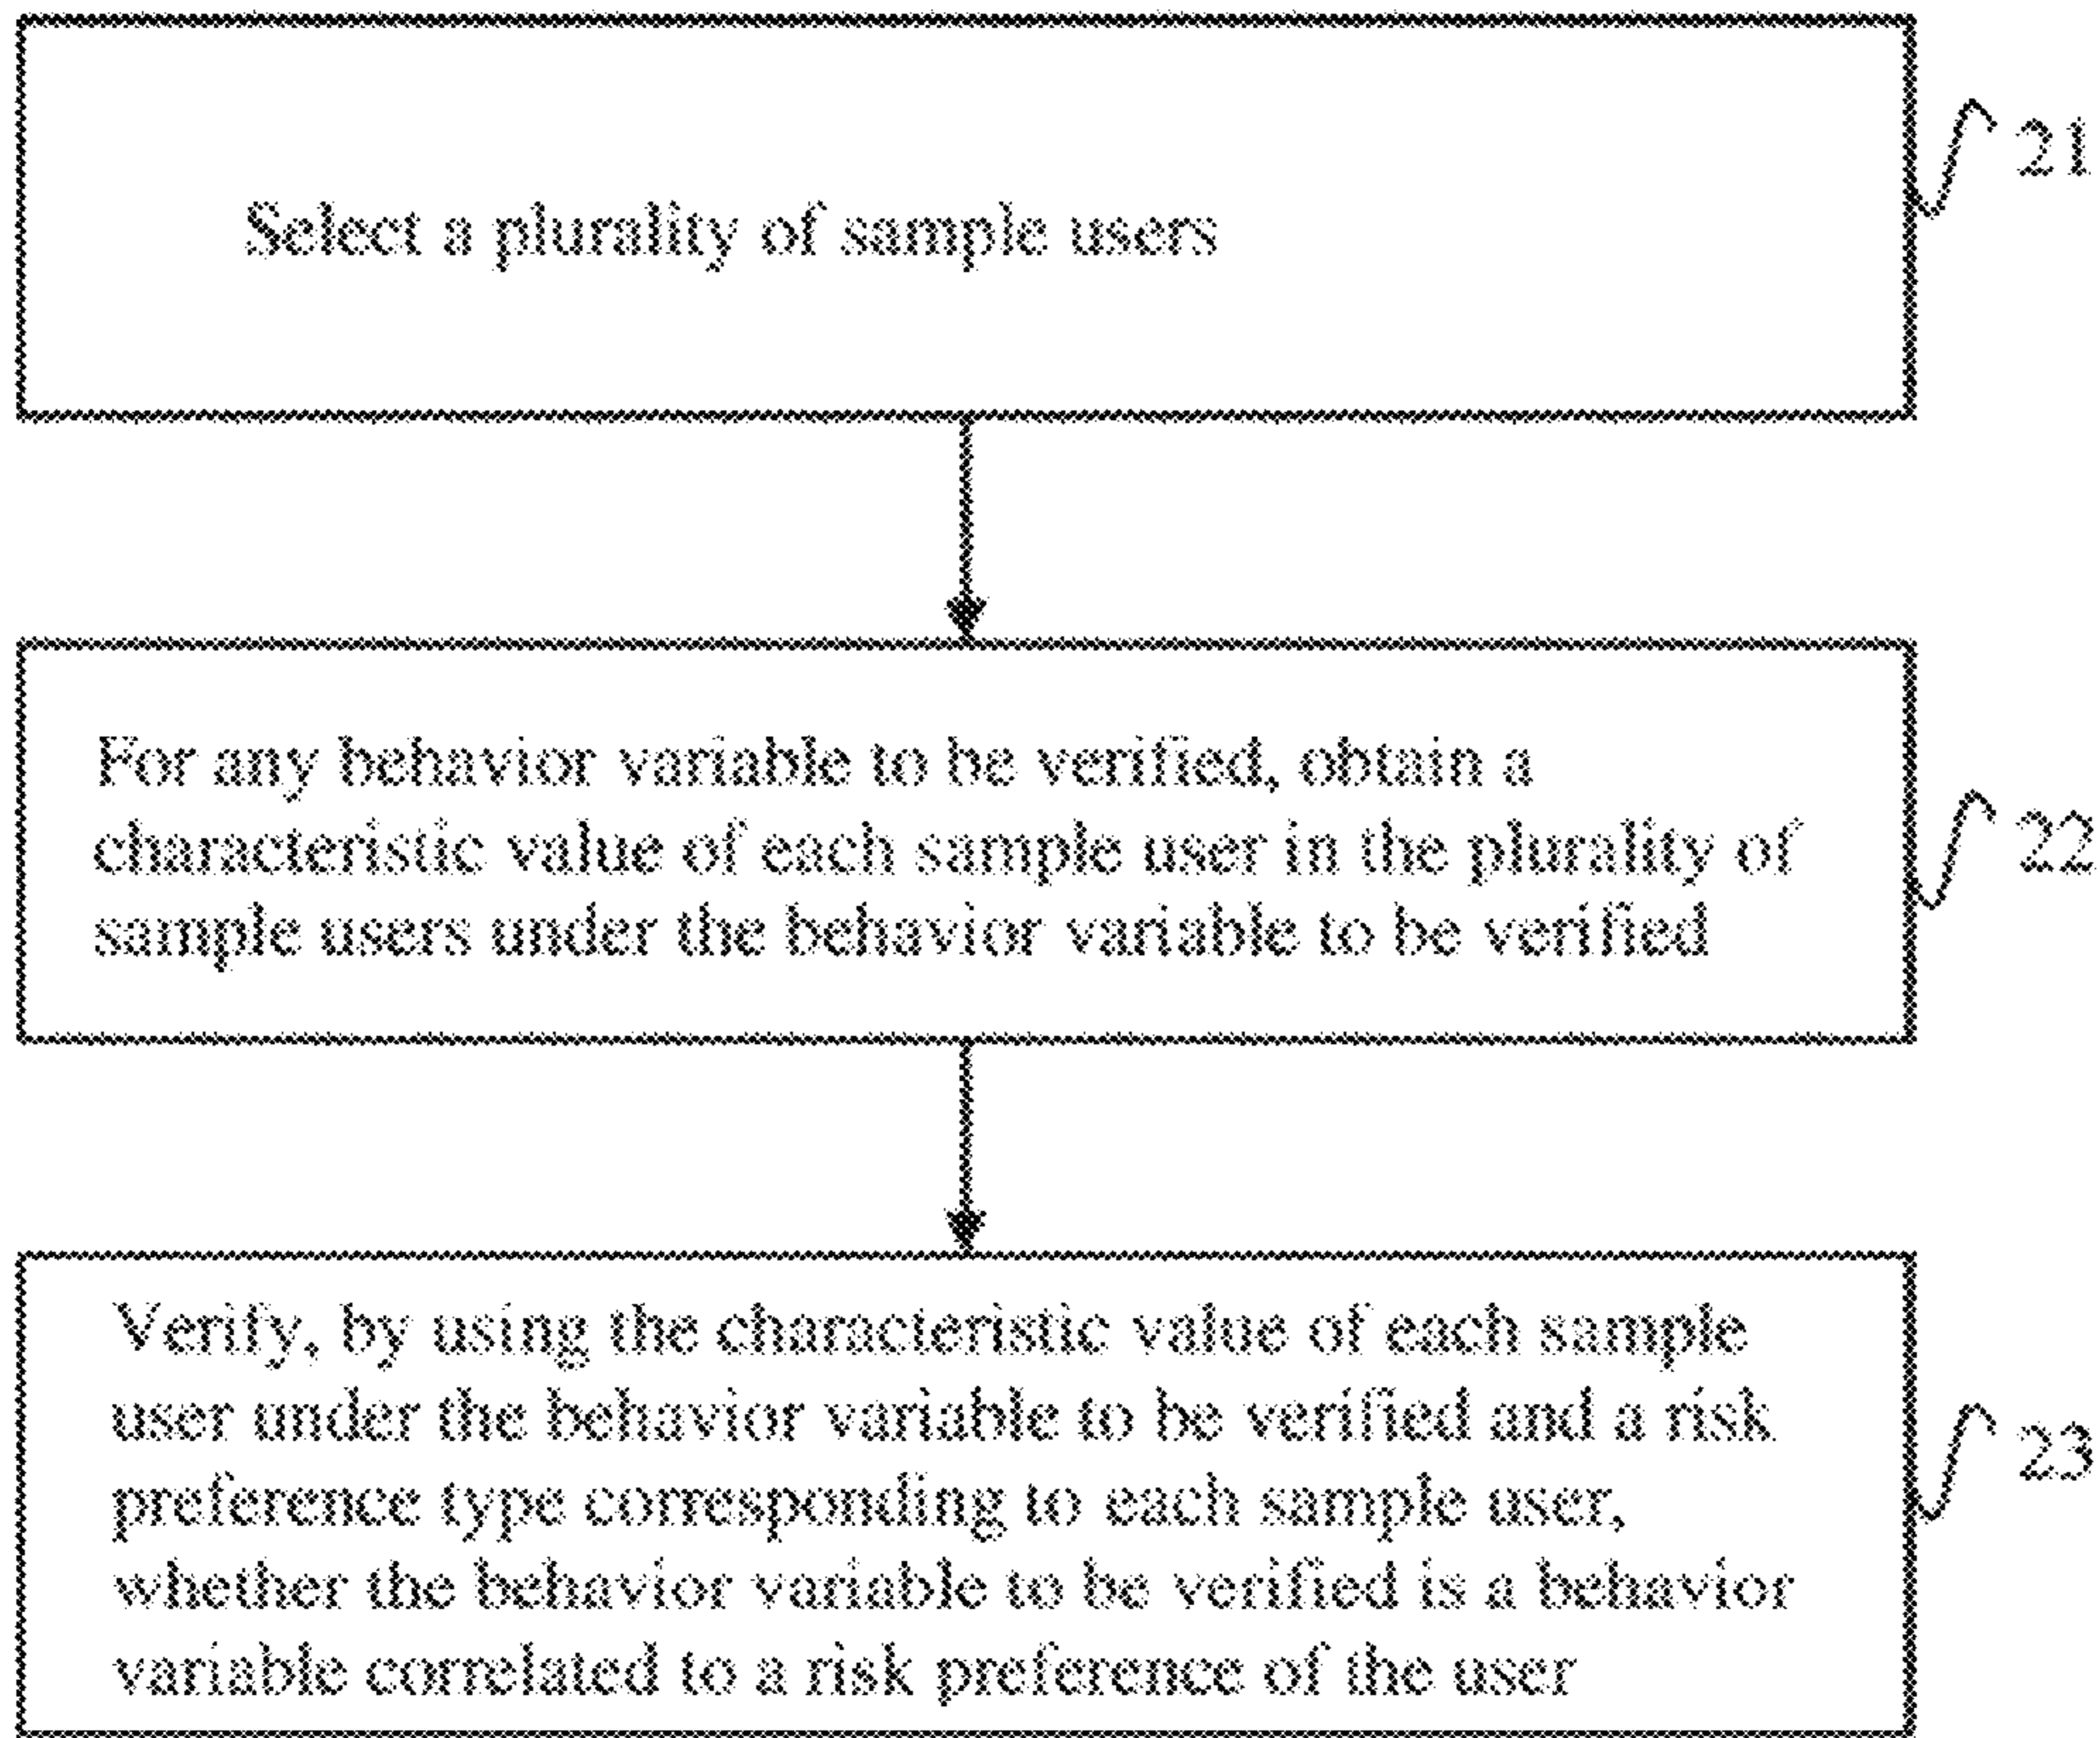 Select a plurality of sample users
21
For any behavior variable to be verified, obtain a
characteristic value of each sample user in the plurality of
sample users under the behavior variable to be verified
22
Verify, by using the characteristic value of each sample
user under the behavior variable to be verified and a risk
preference type corresponding to each sample user,
whether the behavior variable to be verified is a behavior
variable correlated to a risk preference of the user
23